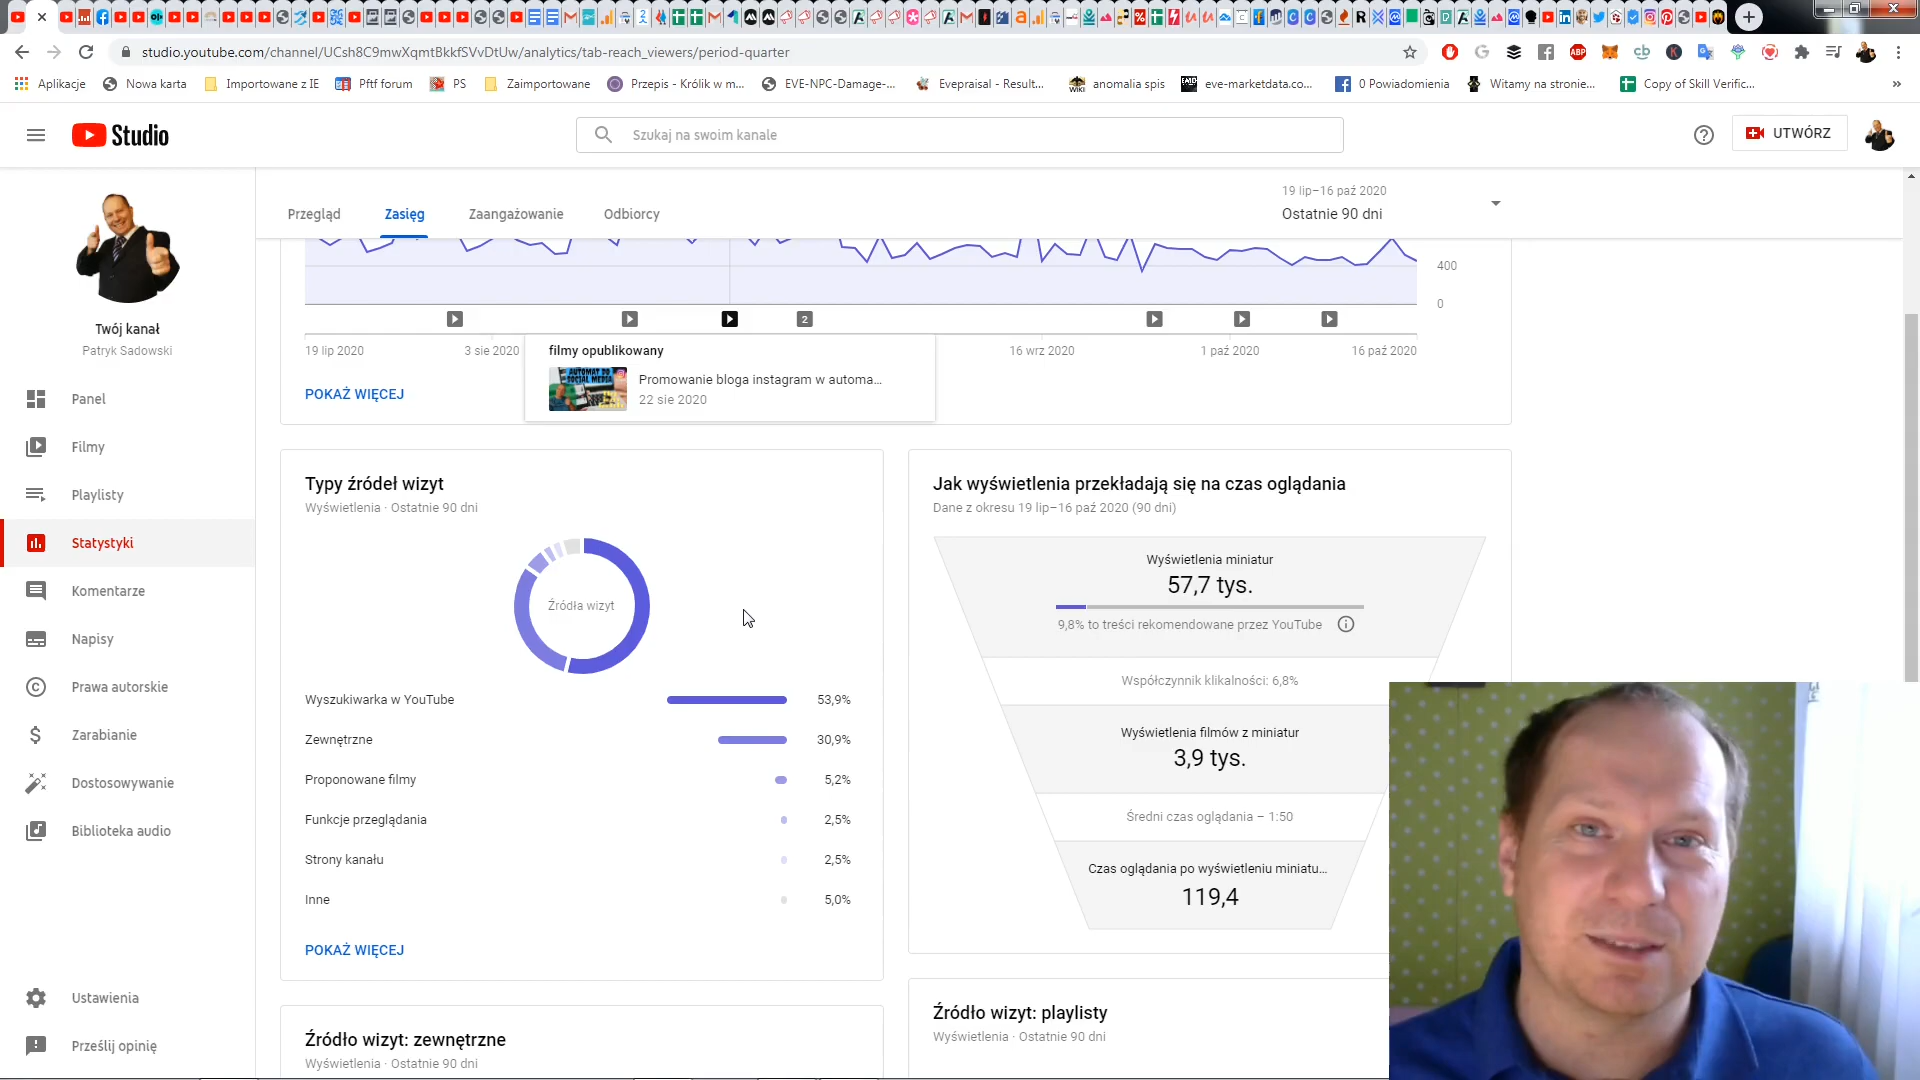 studio.youtube.com/channel/UCsh8C9mwXqmtBkkfSVvDtUw/analytics/tab-reach_viewers/period-quarter
Aplikacje
Nowa karta
Importowane z IE
Pftf forum
PS
Zaimportowane
Przepis - Królik w m...
EVE-NPC-Damage-...
Evepraisal - Result...
anomalia spis
eve-marketdata.co...
0 Powiadomienia
Witamy na stronie...
Copy of Skill Verific...
»
Studio
Szukaj na swoim kanale
UTWÓRZ
Twój kanał
Patryk Sadowski
Panel
Filmy
Playlisty
Statystyki
Komentarze
Napisy
Prawa autorskie
Zarabianie
Dostosowywanie
Biblioteka audio
Ustawienia
Prześlij opinię
Przegląd
Zasięg
Zaangażowanie
Odbiorcy
19 lip–16 paź 2020
Ostatnie 90 dni
400
0
2
19 lip 2020
3 sie 2020
16 wrz 2020
1 paź 2020
16 paź 2020
filmy opublikowany
AUTOMAT DO
SOCIAL MEDIA
Promowanie bloga instagram w automa...
22 sie 2020
POKAŻ WIĘCEJ
Typy źródeł wizyt
Wyświetlenia · Ostatnie 90 dni
Źródła wizyt
Wyszukiwarka w YouTube 53,9%
Zewnętrzne 30,9%
Proponowane filmy 5,2%
Funkcje przeglądania 2,5%
Strony kanału 2,5%
Inne 5,0%
POKAŻ WIĘCEJ
Jak wyświetlenia przekładają się na czas oglądania
Dane z okresu 19 lip–16 paź 2020 (90 dni)
Wyświetlenia miniatur
57,7 tys.
9,8% to treści rekomendowane przez YouTube
Współczynnik klikalności: 6,8%
Wyświetlenia filmów z miniatur
3,9 tys.
Średni czas oglądania – 1:50
Czas oglądania po wyświetleniu miniatu...
119,4
Źródło wizyt: zewnętrzne
Wyświetlenia · Ostatnie 90 dni
Źródło wizyt: playlisty
Wyświetlenia · Ostatnie 90 dni